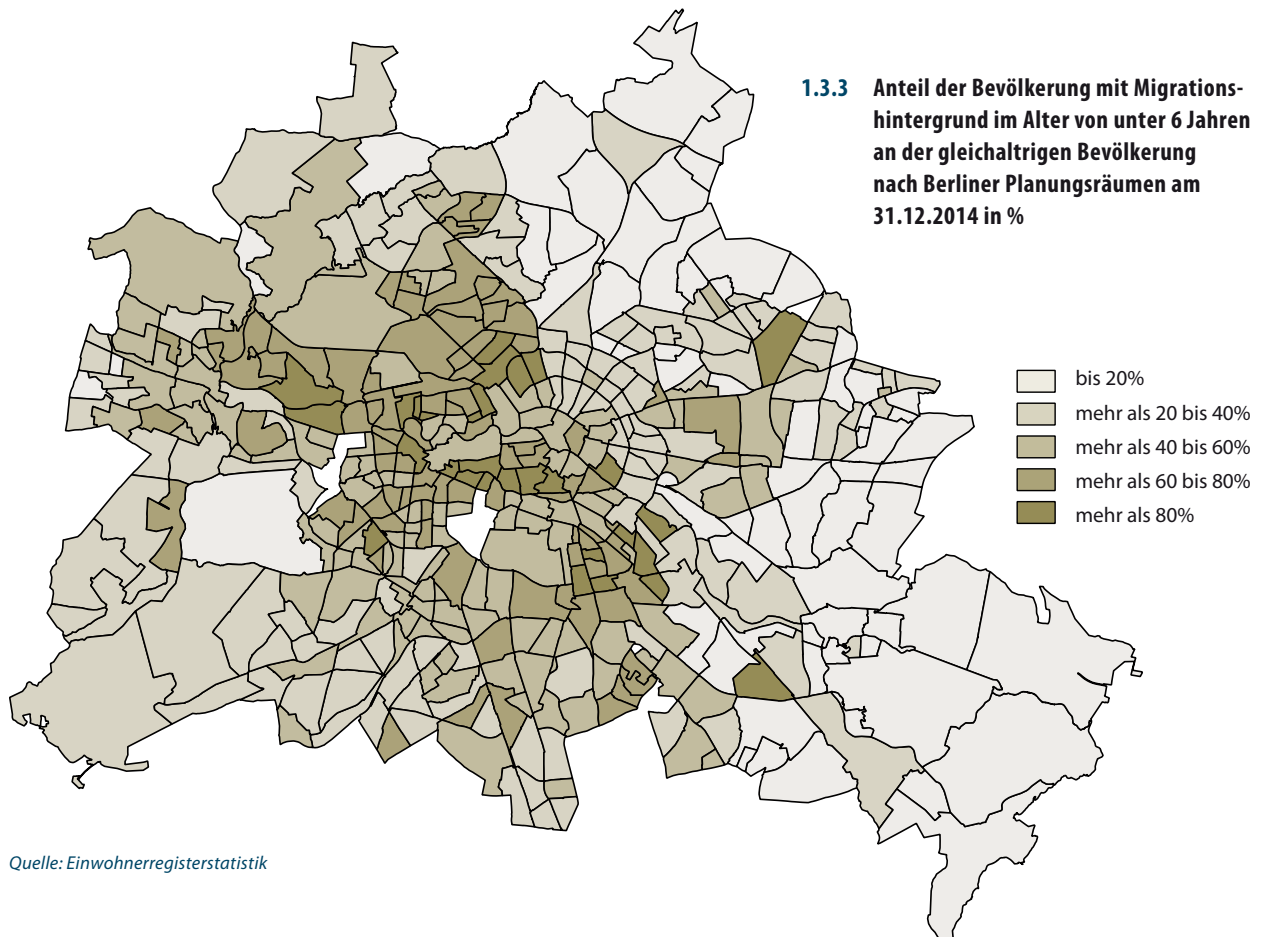 1.3.3 Anteil der Bevölkerung mit Migrations-
hintergrund im Alter von unter 6 Jahren
an der gleichaltrigen Bevölkerung
nach Berliner Planungsräumen am
31.12.2014 in %
bis 20%
mehr als 20 bis 40%
mehr als 40 bis 60%
mehr als 60 bis 80%
mehr als 80%
Quelle: Einwohnerregisterstatistik